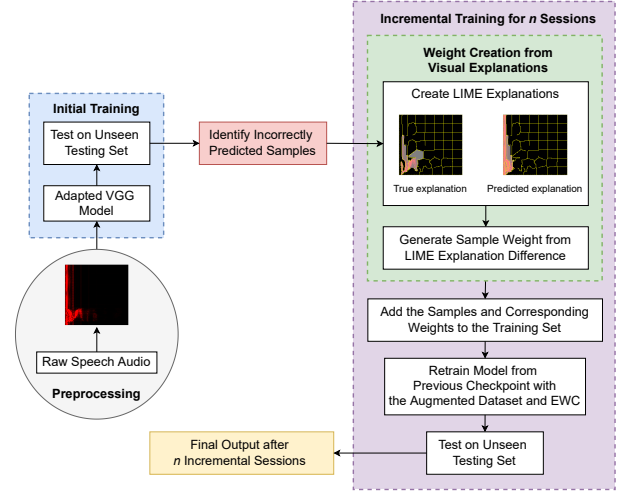 Incremental Training for n Sessions
Weight Creation from
Visual Explanations
Create LIME Explanations
True explanation
Predicted explanation
Generate Sample Weight from
LIME Explanation Difference
Initial Training
Test on Unseen
Testing Set
Adapted VGG
Model
Identify Incorrectly
Predicted Samples
Raw Speech Audio
Preprocessing
Add the Samples and Corresponding
Weights to the Training Set
Retrain Model from
Previous Checkpoint with
the Augmented Dataset and EWC
Test on Unseen
Testing Set
Final Output after
n Incremental Sessions